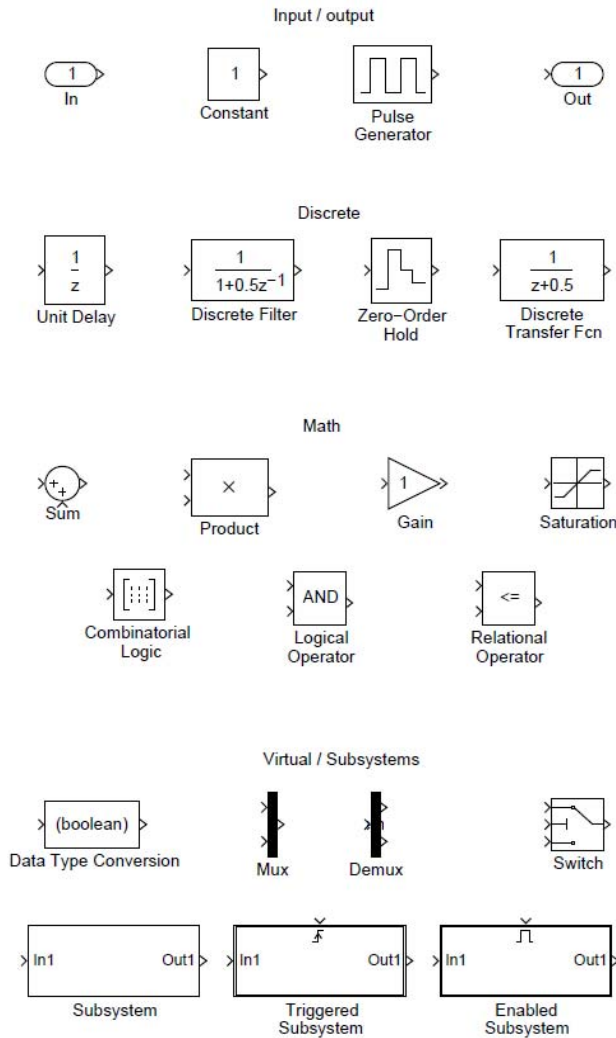 Input / output
1
1
1
In
Constant
Pulse
Generator
Out
Discrete
1
z
1
1+0.5z−1
1
z+0.5
Unit Delay
Discrete Filter
Zero−Order
Hold
Discrete
Transfer Fcn
Math
+
+
×
1
Sum
Product
Gain
Saturation
AND
<=
Combinatorial
Logic
Logical
Operator
Relational
Operator
Virtual / Subsystems
(boolean)
Data Type Conversion
Mux
Demux
Switch
In1
Out1
In1
Out1
In1
Out1
Subsystem
Triggered
Subsystem
Enabled
Subsystem